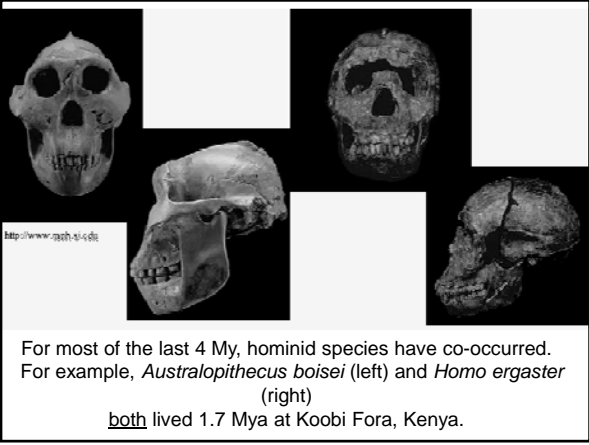 For most of the last 4 My, hominid species have co-occurred.
For example, Australopithecus boisei (left) and Homo ergaster
(right)
both lived 1.7 Mya at Koobi Fora, Kenya.